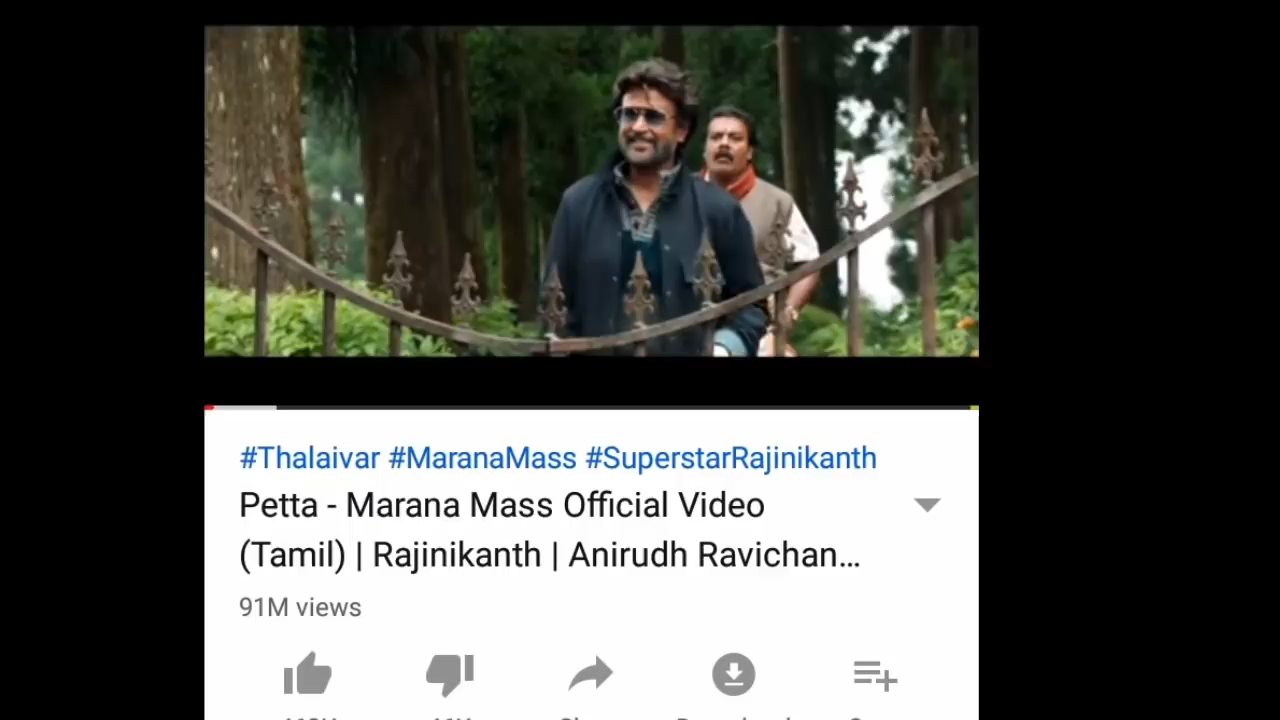 #Thalaivar #MaranaMass #SuperstarRajinikanth
Petta - Marana Mass Official Video
(Tamil) | Rajinikanth | Anirudh Ravichan...
91M views